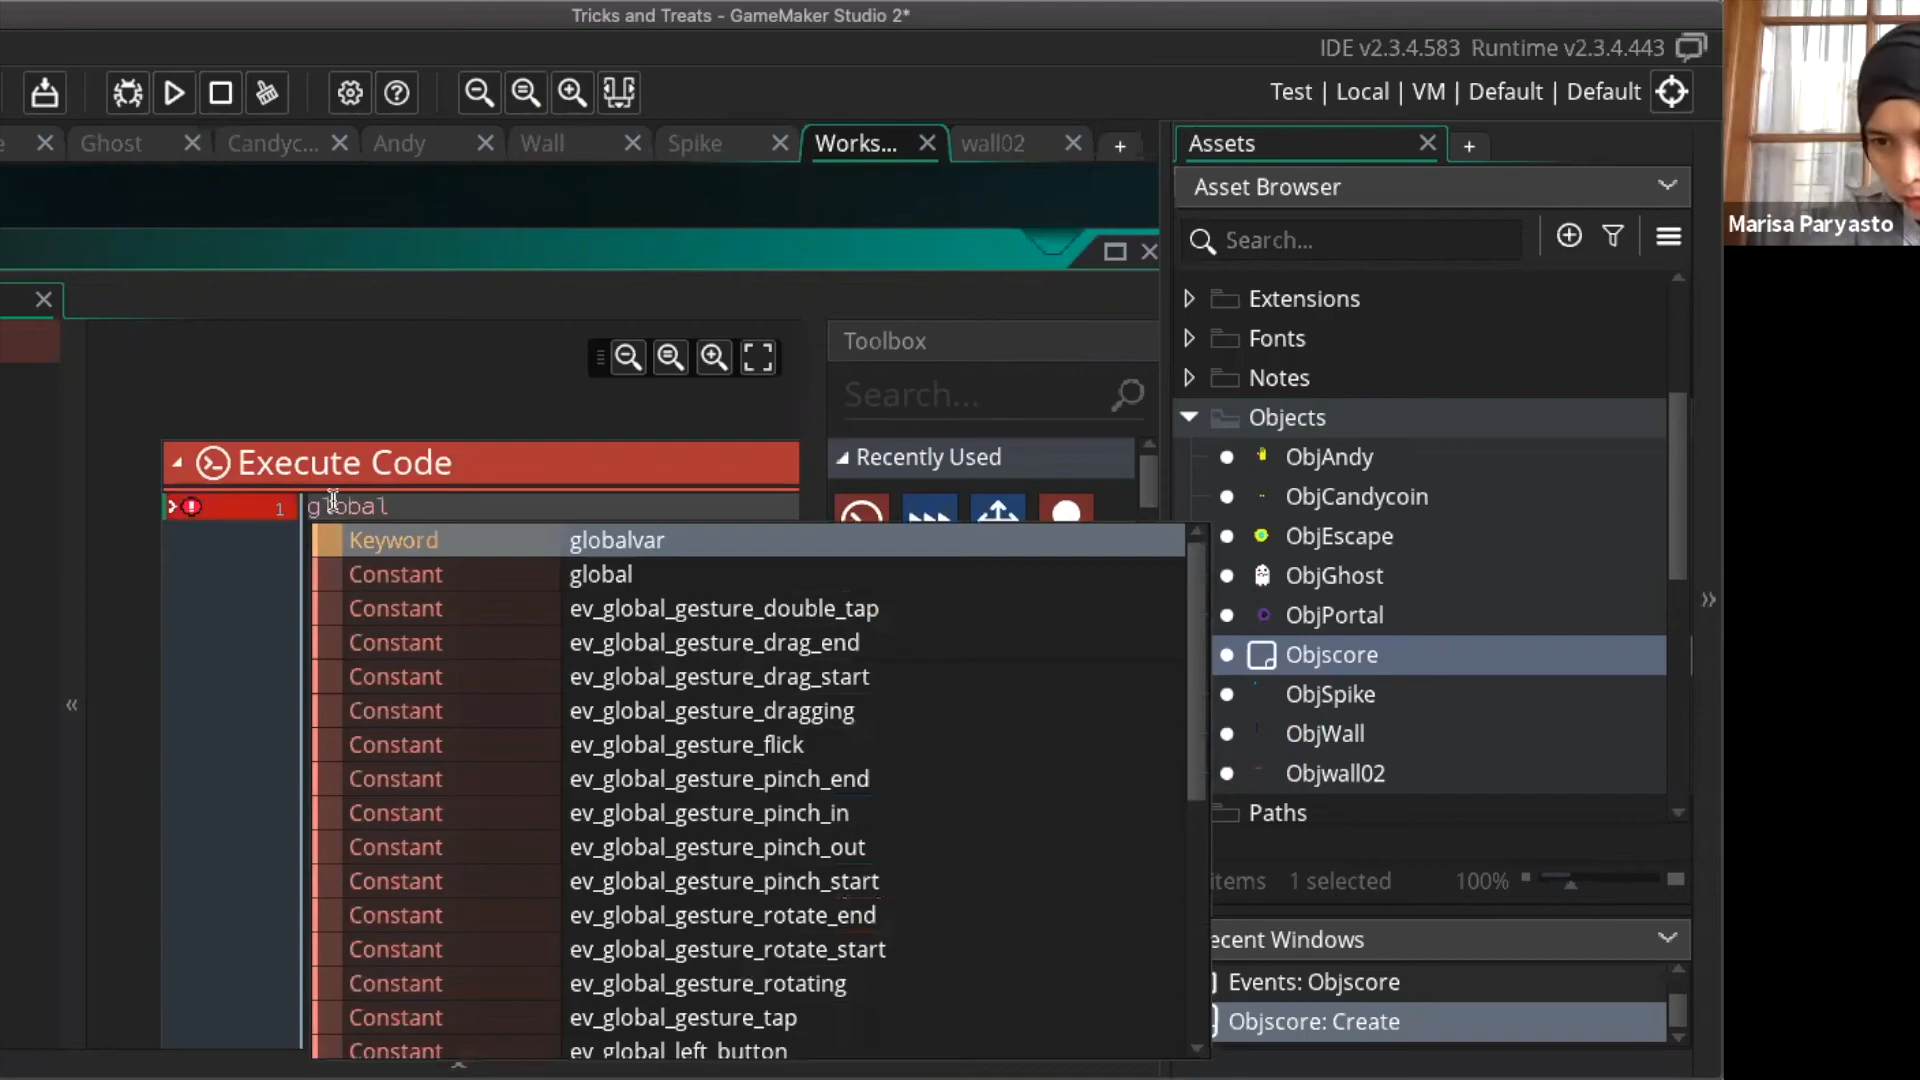 Tricks and Treats - GameMaker Studio 2*
IDE v2.3.4.583 Runtime v2.3.4.443
Test | Local | VM | Default | Default
Ghost
Candyc...
Andy
Wall
Spike
Works...
wall02
Assets
Asset Browser
Search...
Marisa Paryasto
Extensions
Fonts
Notes
Objects
ObjAndy
ObjCandycoin
ObjEscape
ObjGhost
ObjPortal
Objscore
ObjSpike
ObjWall
Objwall02
Paths
items 1 selected 100%
ecent Windows
Events: Objscore
Objscore: Create
Toolbox
Search...
Recently Used
Execute Code
1 global
Keyword globalvar
Constant global
Constant ev_global_gesture_double_tap
Constant ev_global_gesture_drag_end
Constant ev_global_gesture_drag_start
Constant ev_global_gesture_dragging
Constant ev_global_gesture_flick
Constant ev_global_gesture_pinch_end
Constant ev_global_gesture_pinch_in
Constant ev_global_gesture_pinch_out
Constant ev_global_gesture_pinch_start
Constant ev_global_gesture_rotate_end
Constant ev_global_gesture_rotate_start
Constant ev_global_gesture_rotating
Constant ev_global_gesture_tap
Constant ev_global_left_button